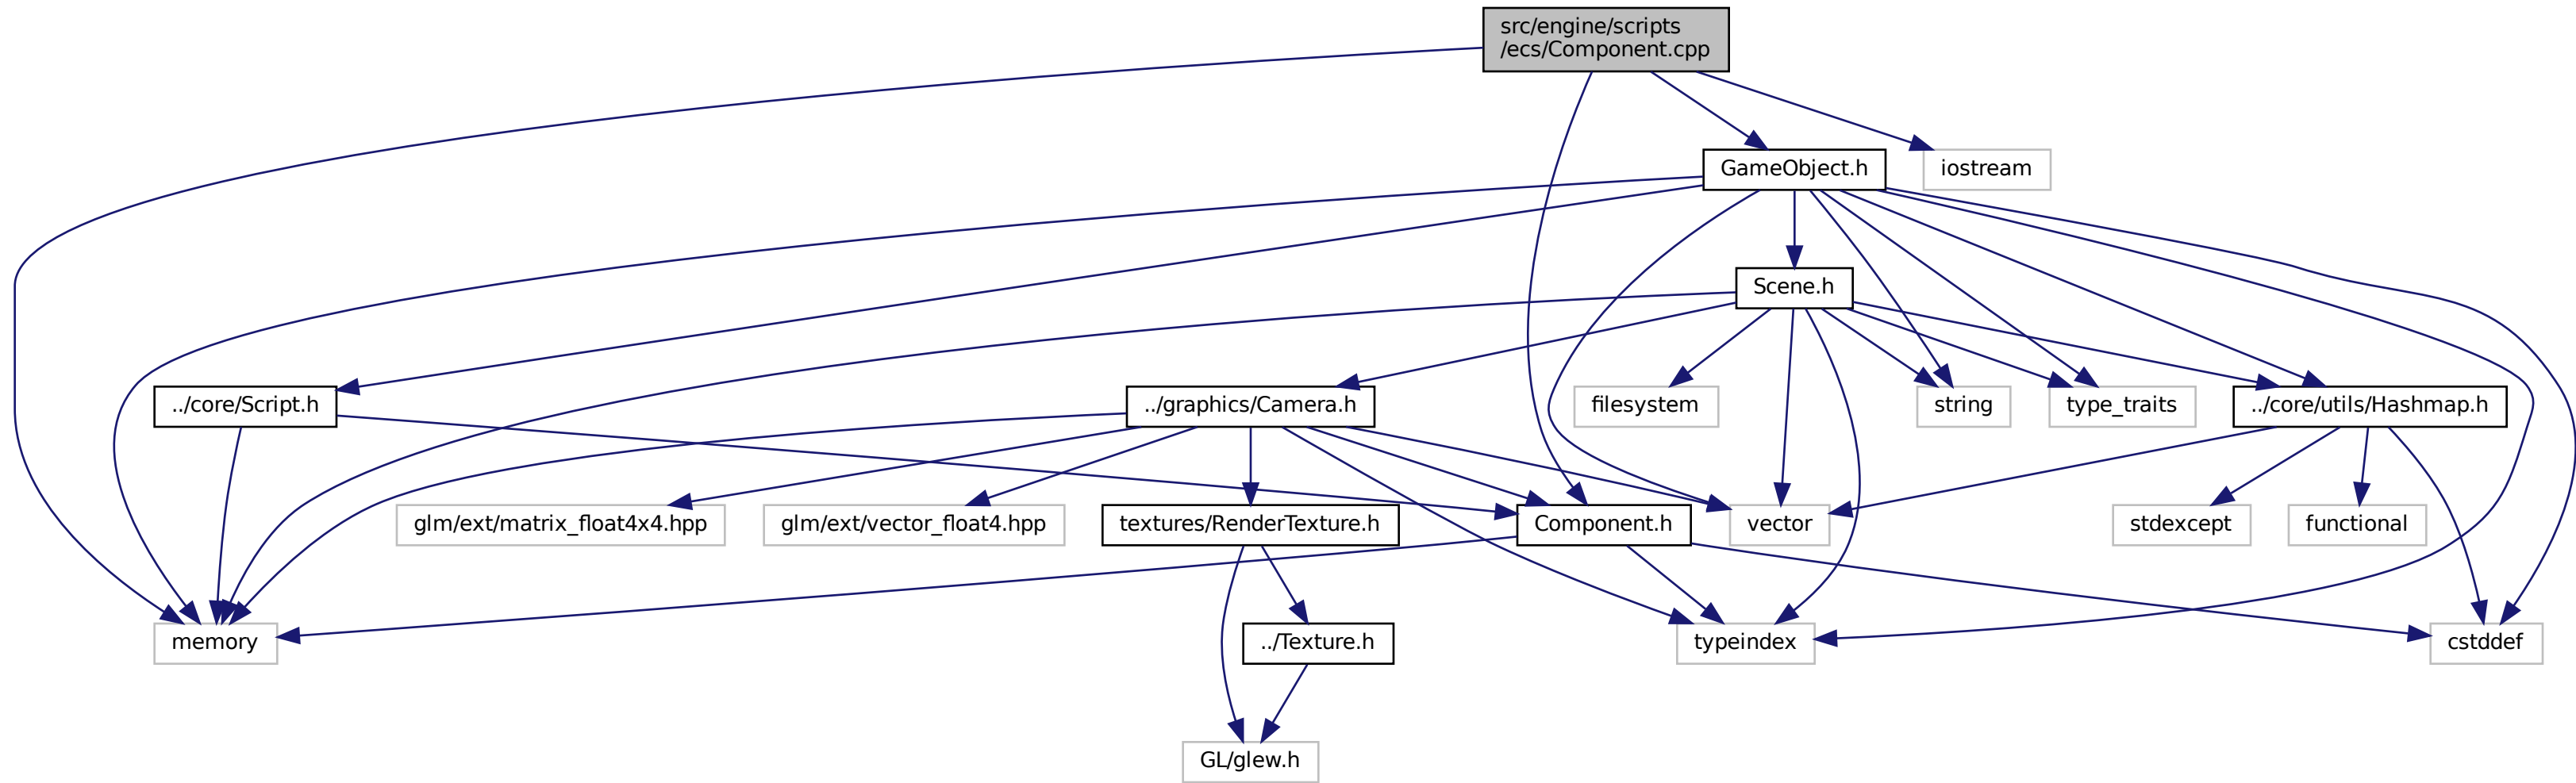 src/engine/scripts
/ecs/Component.cpp
GameObject.h
iostream
Scene.h
../core/Script.h
../graphics/Camera.h
filesystem
string
type_traits
../core/utils/Hashmap.h
glm/ext/matrix_float4x4.hpp
glm/ext/vector_float4.hpp
textures/RenderTexture.h
Component.h
vector
stdexcept
functional
memory
../Texture.h
typeindex
cstddef
GL/glew.h